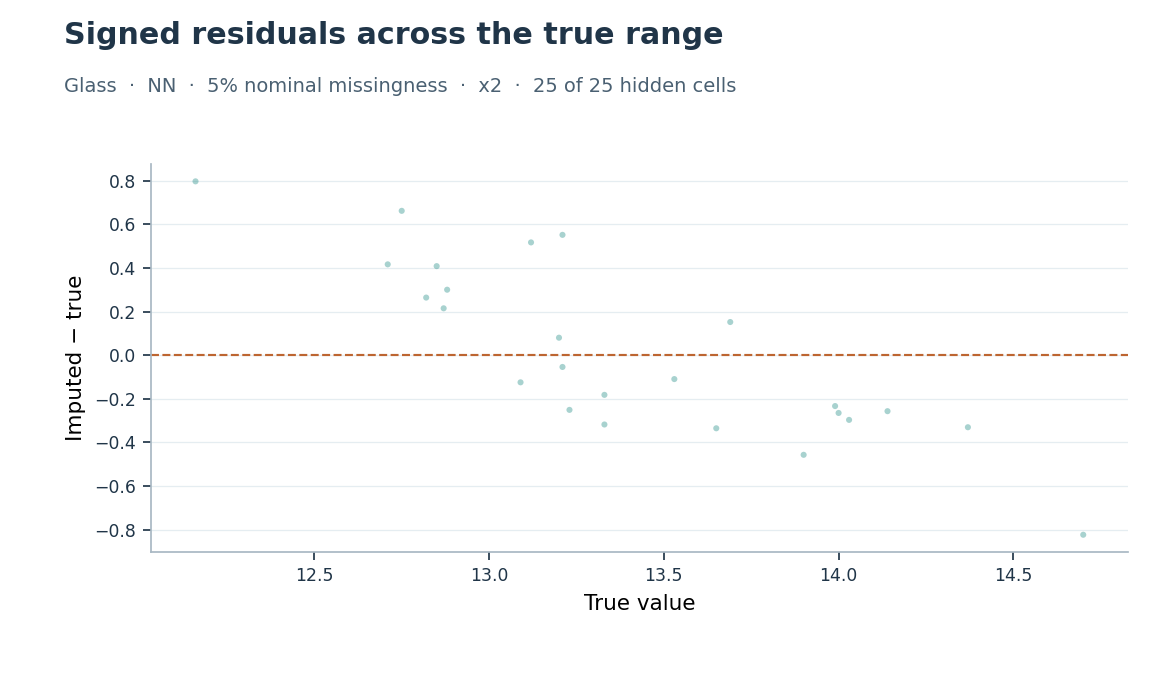 Signed residuals across the true range
Glass · NN · 5% nominal missingness · x2 · 25 of 25 hidden cells
Imputed − true
0.8
0.6
0.4
0.2
0.0
−0.2
−0.4
−0.6
−0.8
12.5 13.0 13.5 14.0 14.5
True value